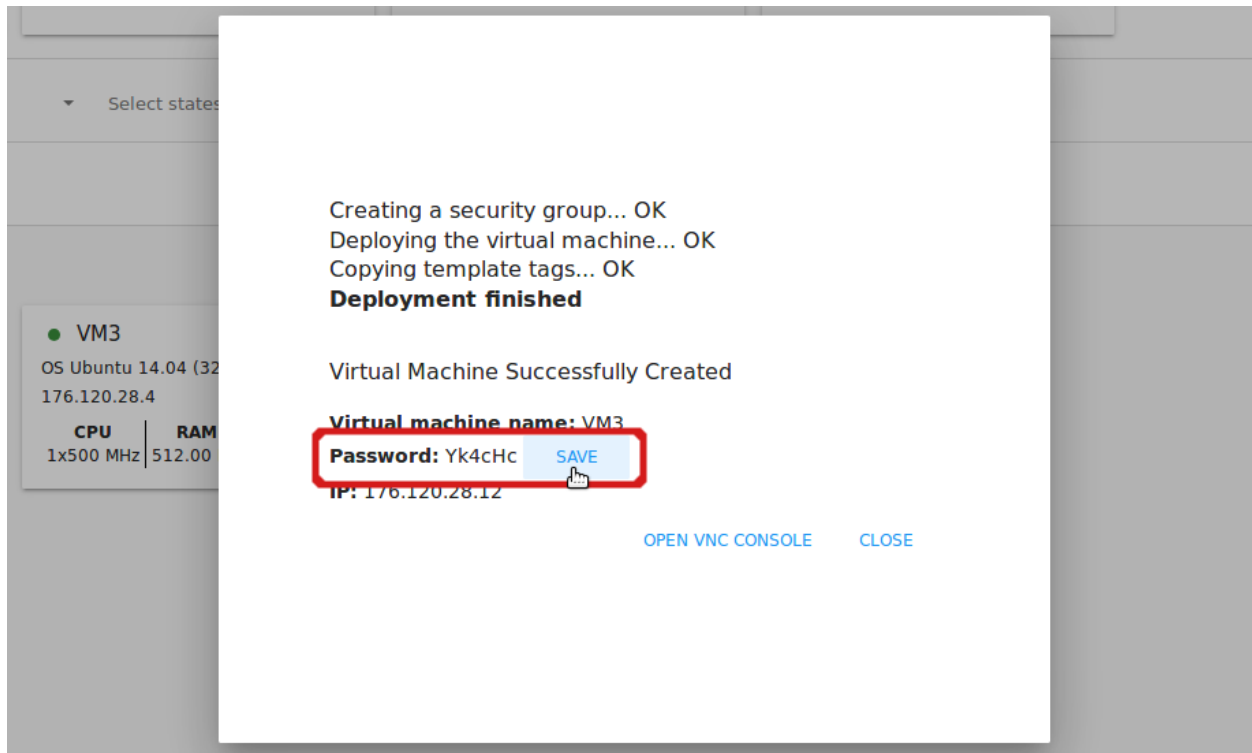 Select states
Creating a security group... OK
Deploying the virtual machine... OK
Copying template tags... OK
Deployment finished
VM3
OS Ubuntu 14.04 (32
176.120.28.4
CPU RAM
1x500 MHz 512.00
Virtual Machine Successfully Created
Virtual machine name: VM3
Password: Yk4cHc SAVE
IP: 176.120.28.12
OPEN VNC CONSOLE CLOSE